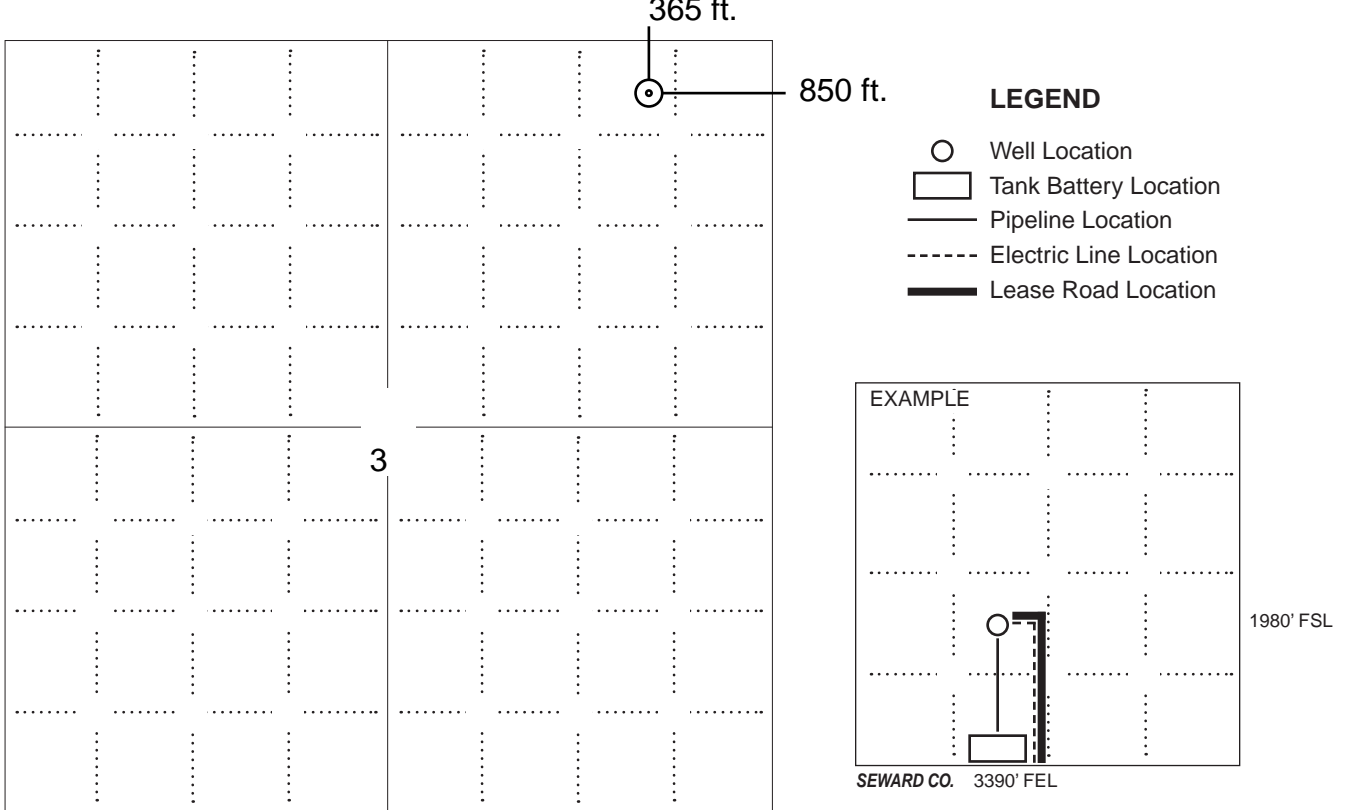 365 ft.
850 ft.
LEGEND
Well Location
Tank Battery Location
Pipeline Location
Electric Line Location
Lease Road Location
3
EXAMPLE
1980’ FSL
SEWARD CO. 3390’ FEL